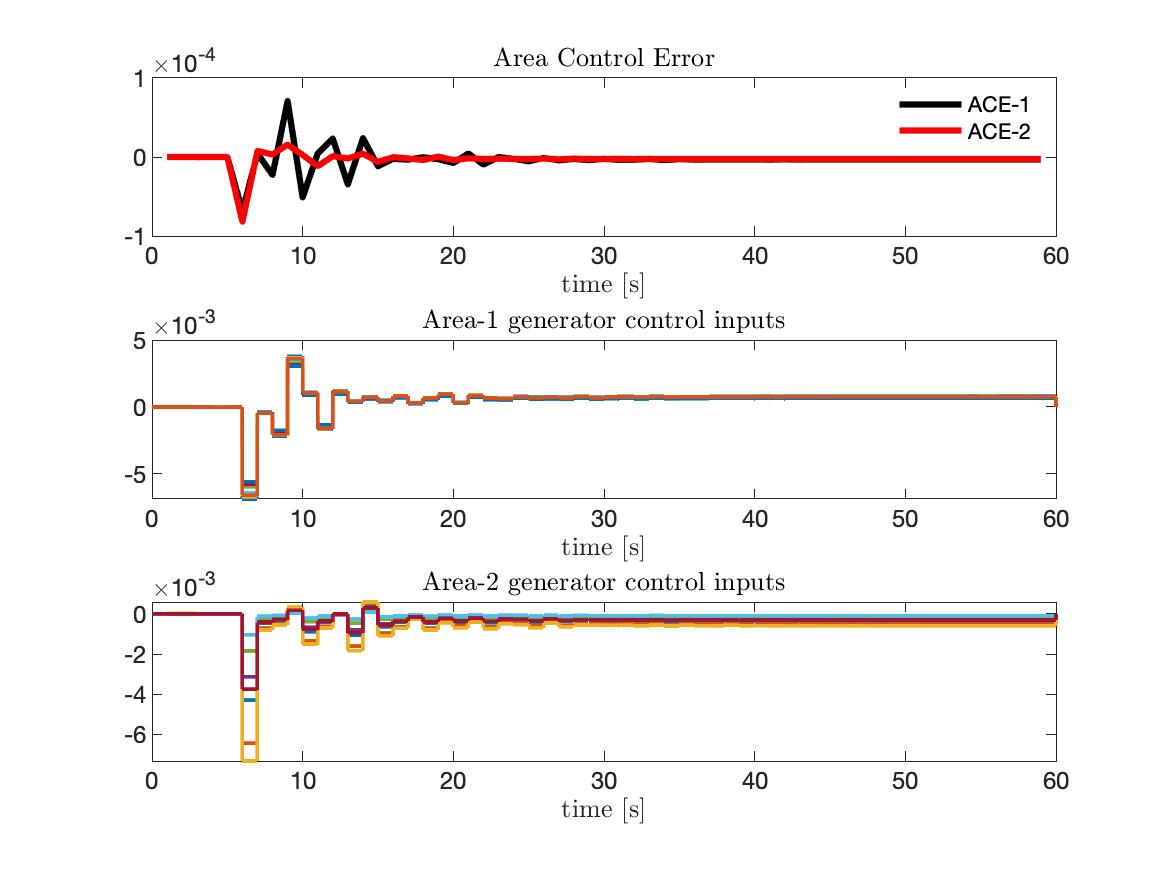 ×10-4
Area Control Error
1
0
-1
ACE-1
ACE-2
0 10 20 30 40 50 60
time [s]
×10-3
Area-1 generator control inputs
5
0
-5
0 10 20 30 40 50 60
time [s]
×10-3
Area-2 generator control inputs
0
-2
-4
-6
0 10 20 30 40 50 60
time [s]